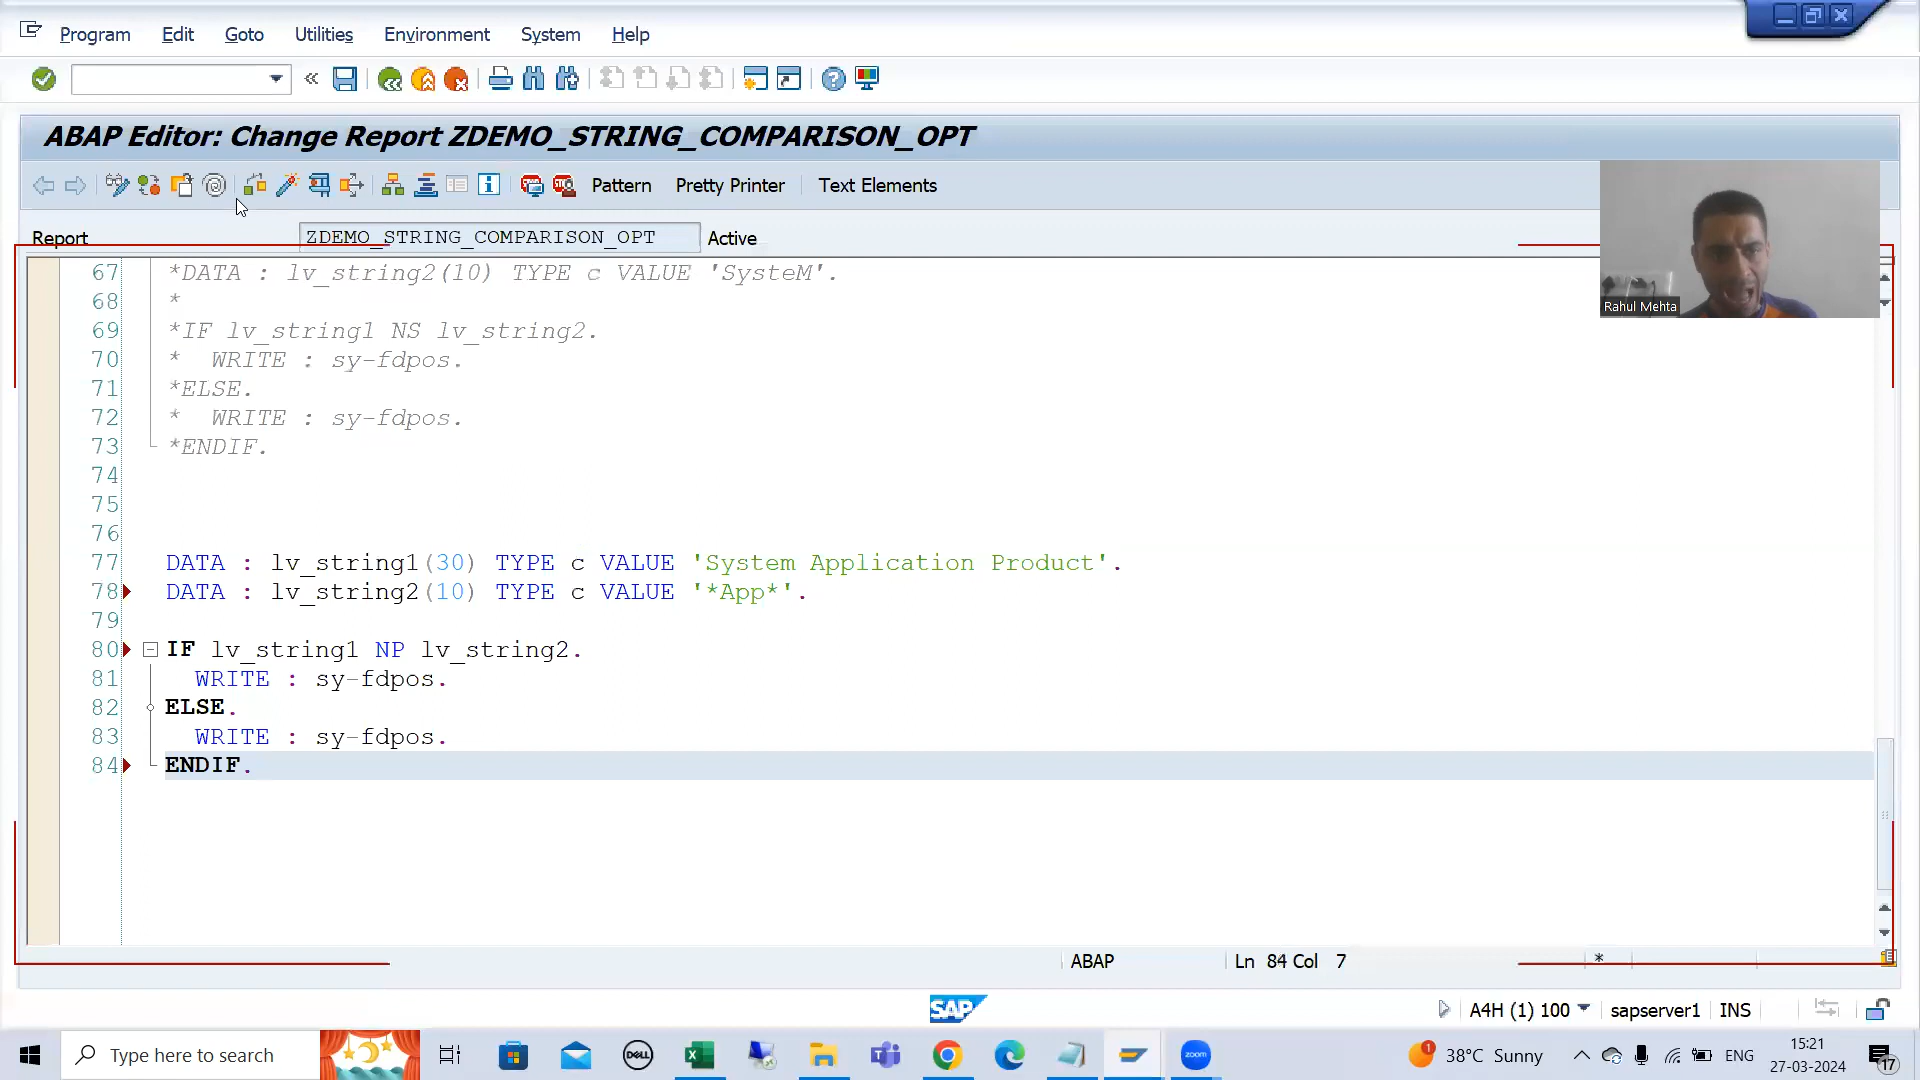 Program Edit Goto Utilities Environment System Help
ABAP Editor: Change Report ZDEMO_STRING_COMPARISON_OPT
Pattern Pretty Printer Text Elements
Report ZDEMO_STRING_COMPARISON_OPT Active
Rahul Mehta
67 *DATA : lv_string2(10) TYPE c VALUE 'SysteM'.
68 *
69 *IF lv_string1 NS lv_string2.
70 * WRITE : sy-fdpos.
71 *ELSE.
72 * WRITE : sy-fdpos.
73 *ENDIF.
74
75
76
77 DATA : lv_string1(30) TYPE c VALUE 'System Application Product'.
78 DATA : lv_string2(10) TYPE c VALUE '*App*'.
79
80 IF lv_string1 NP lv_string2.
81 WRITE : sy-fdpos.
82 ELSE.
83 WRITE : sy-fdpos.
84 ENDIF.
ABAP Ln 84 Col 7 *
SAP
A4H (1) 100 sapserver1 INS
Type here to search
DELL
zoom
1
38°C Sunny
ENG
15:21
27-03-2024
17